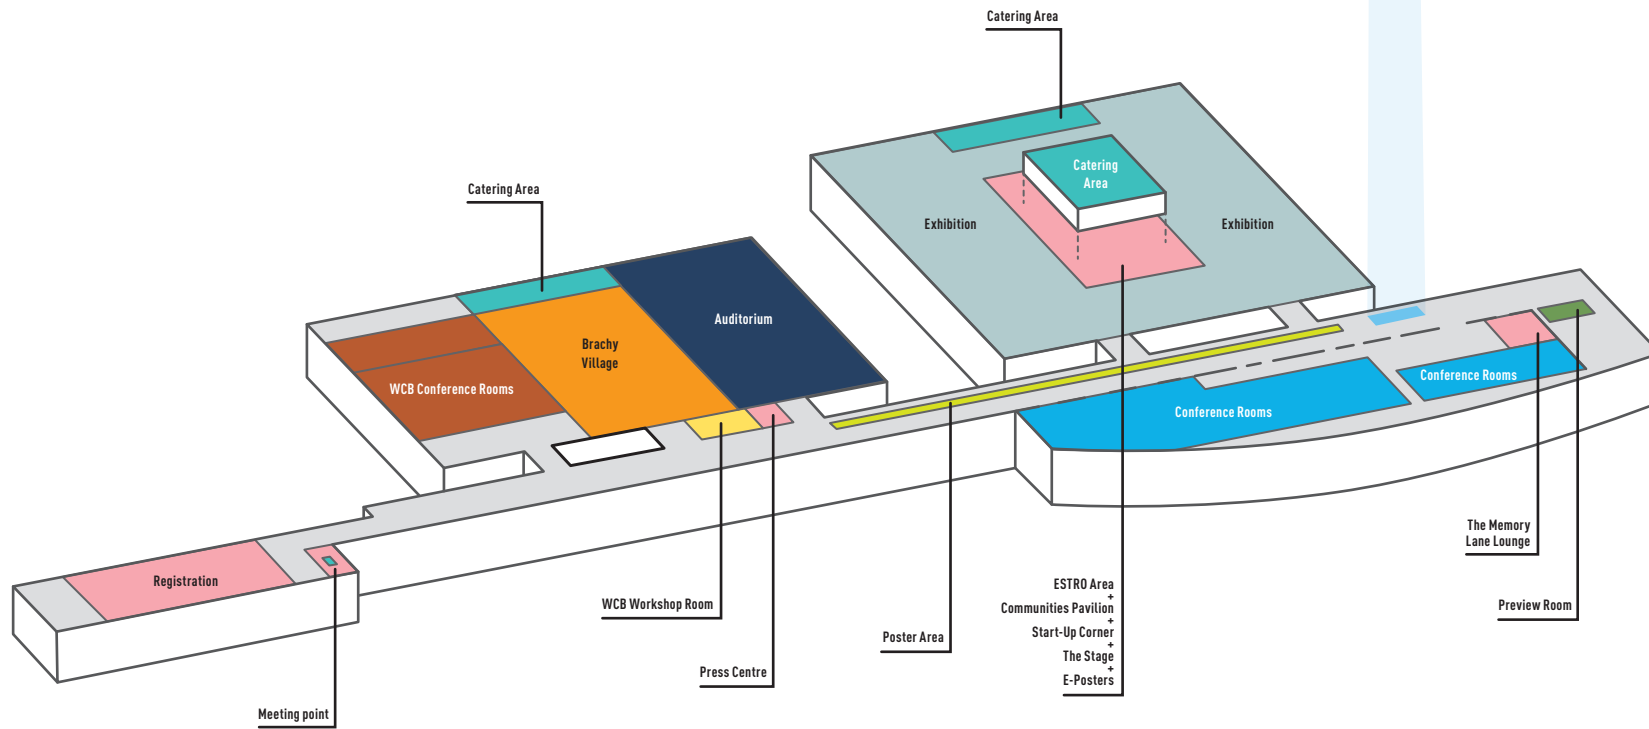 Catering Area
Catering
Area
Catering Area
Exhibition
Exhibition
Auditorium
Brachy
Village
WCB Conference Rooms
Conference Rooms
Conference Rooms
The Memory
Lane Lounge
Registration
ESTRO Area
+
Communities Pavilion
+
Start-Up Corner
+
The Stage
+
E-Posters
WCB Workshop Room
Preview Room
Poster Area
Press Centre
Meeting point